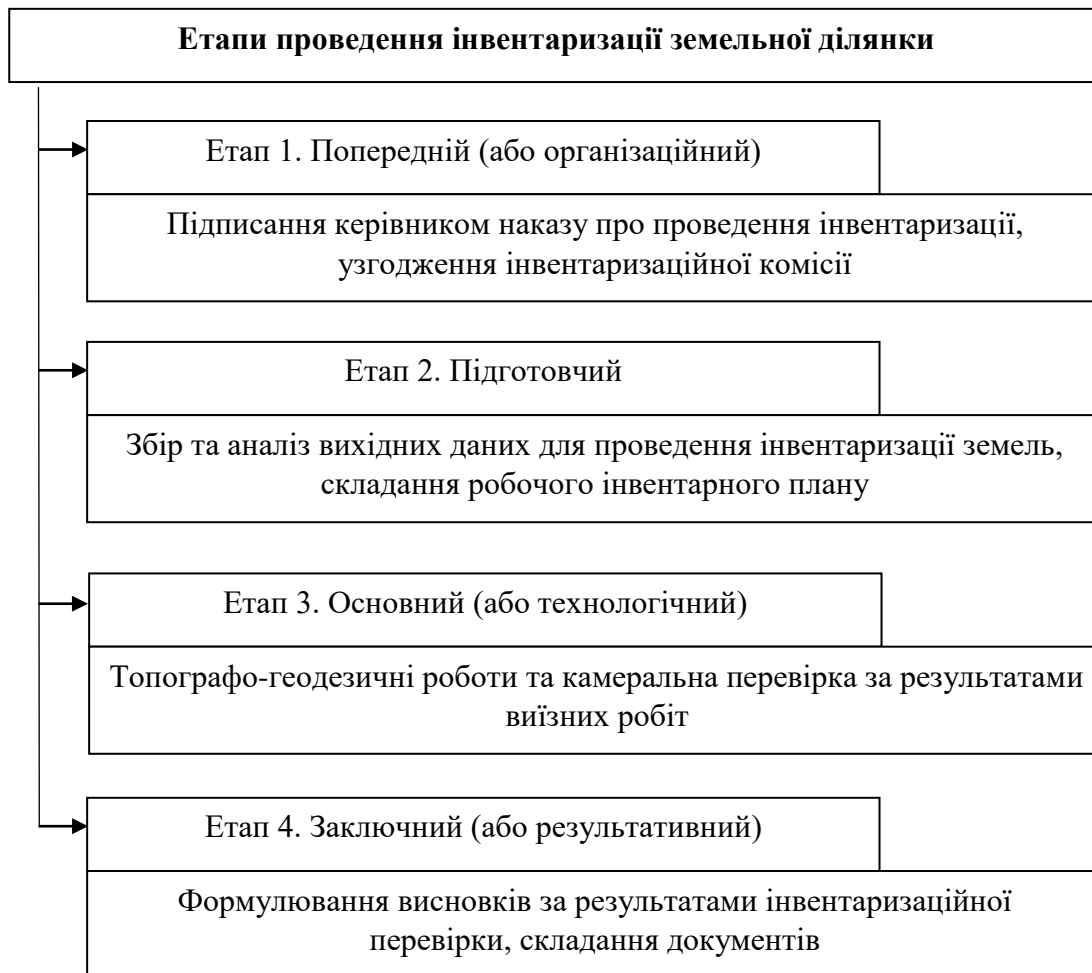 Етапи проведення інвентаризації земельної ділянки
Етап 1. Попередній (або організаційний)
Підписання керівником наказу про проведення інвентаризації,
узгодження інвентаризаційної комісії
Етап 2. Підготовчий
Збір та аналіз вихідних даних для проведення інвентаризації земель,
складання робочого інвентарного плану
Етап 3. Основний (або технологічний)
Топографо-геодезичні роботи та камеральна перевірка за результатами
виїзних робіт
Етап 4. Заключний (або результативний)
Формулювання висновків за результатами інвентаризаційної
перевірки, складання документів